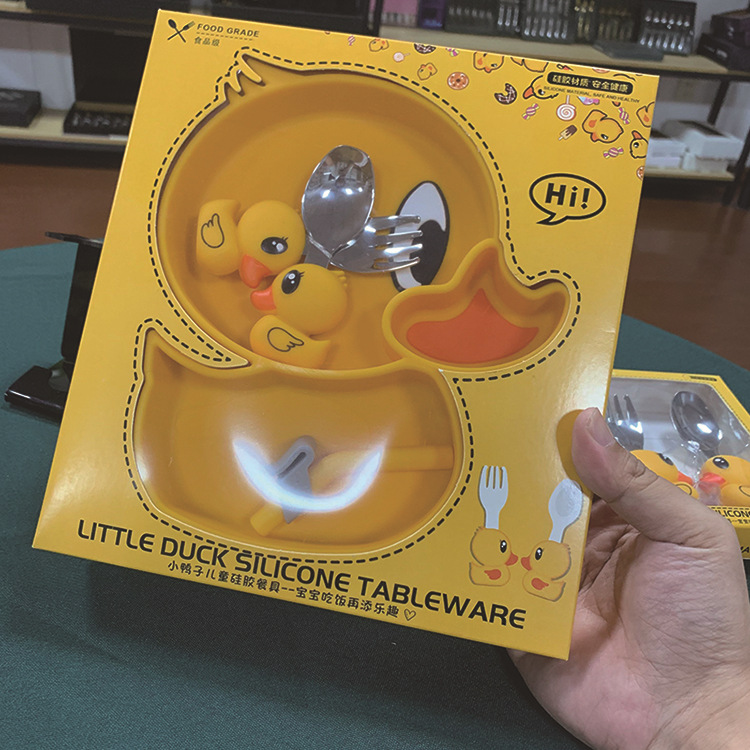 FOOD GRADE
食品级
硅胶材质 安全健康
SILICONE MATERIAL, SAFE AND HEALTHY
Hi!
LITTLE DUCK SILICONE TABLEWARE
小鸭子儿童硅胶餐具--宝宝吃饭再添乐趣♡
SILICONE